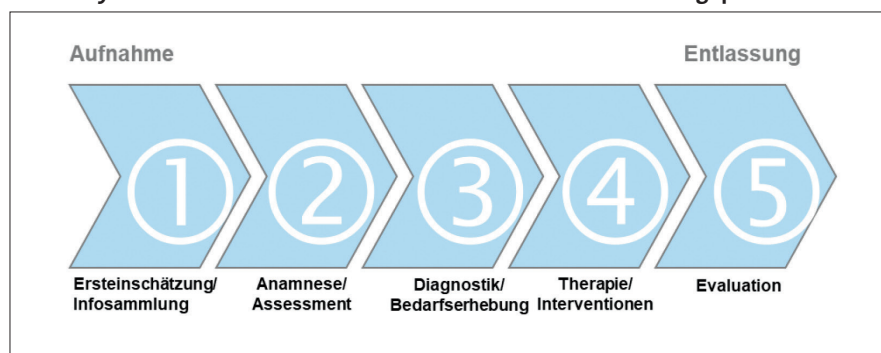 Aufnahme
Entlassung
1
2
3
4
5
Ersteinschätzung/
Infosammlung
Anamnese/
Assessment
Diagnostik/
Bedarfserhebung
Therapie/
Interventionen
Evaluation